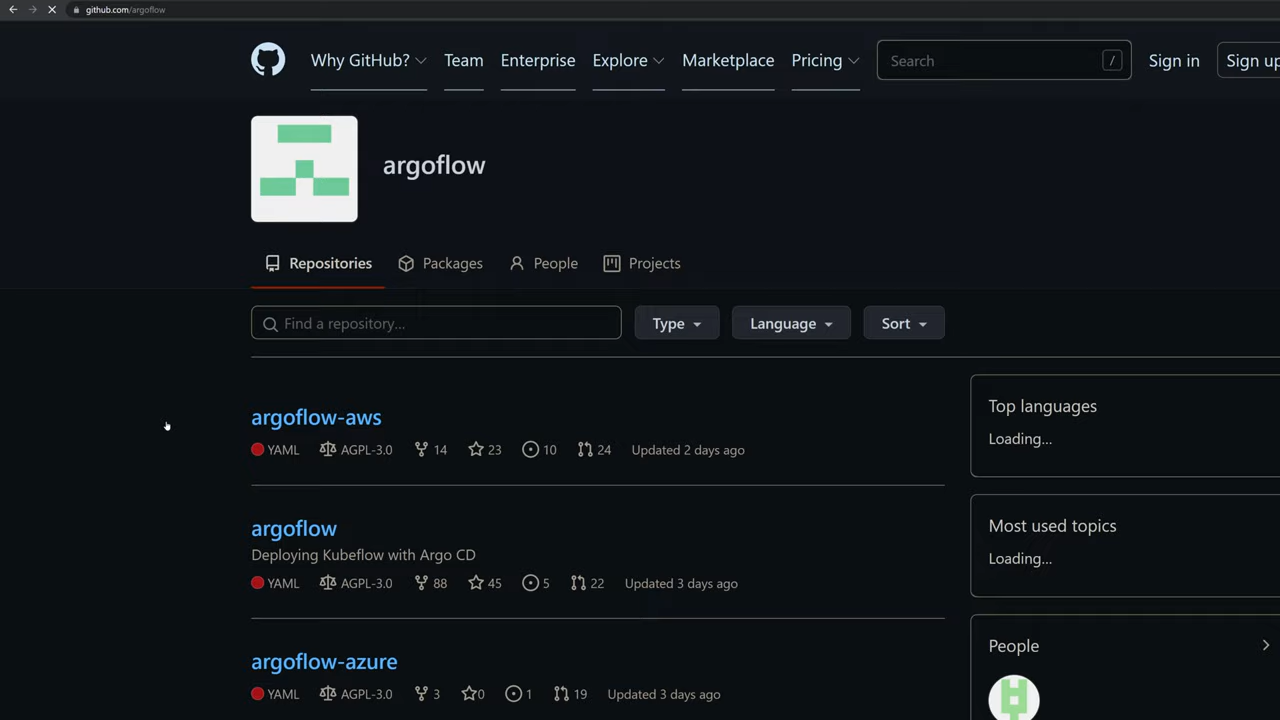 github.com/argoflow
Why GitHub? Team Enterprise Explore Marketplace Pricing Search / Sign in Sign up
argoflow
Repositories Packages People Projects
Find a repository... Type Language Sort
argoflow-aws
YAML AGPL-3.0 14 23 10 24 Updated 2 days ago
argoflow
Deploying Kubeflow with Argo CD
YAML AGPL-3.0 88 45 5 22 Updated 3 days ago
argoflow-azure
YAML AGPL-3.0 3 0 1 19 Updated 3 days ago
Top languages
Loading...
Most used topics
Loading...
People